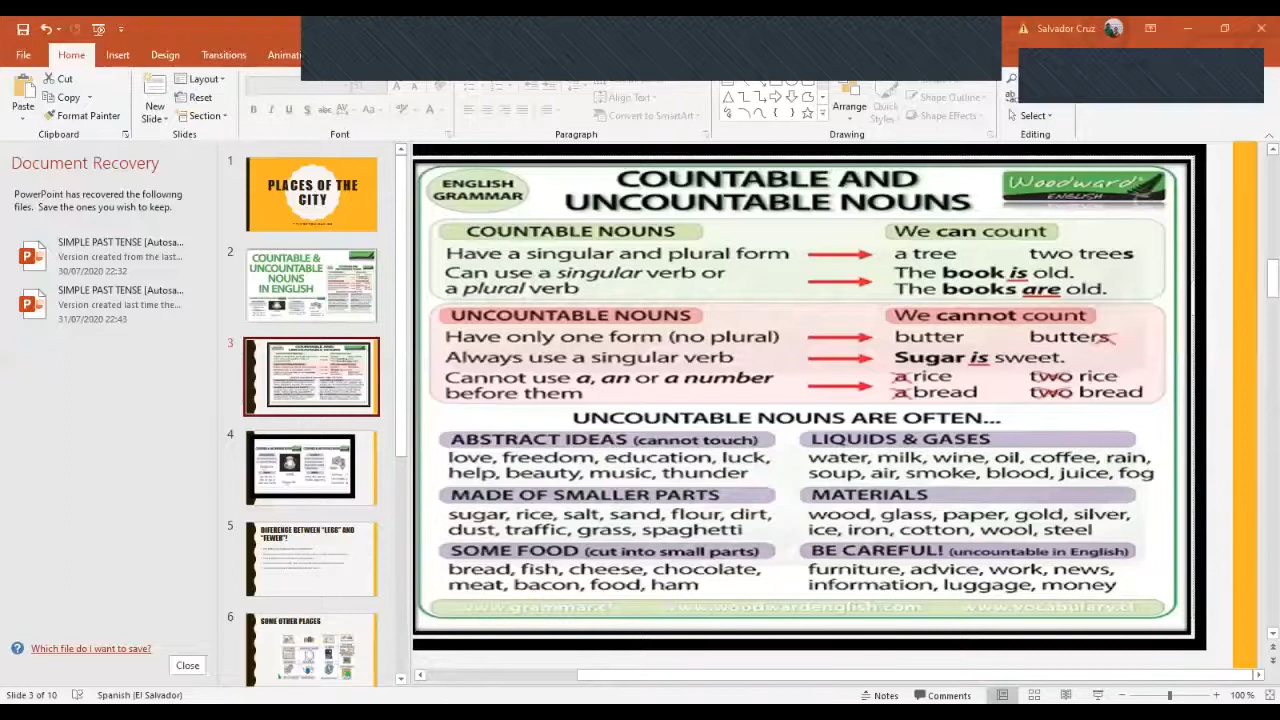 Salvador Cruz
File Home Insert Design Transitions Animati
Cut
Copy
Format Painter
Paste
Clipboard
New
Slide
Layout
Reset
Section
Slides
B I U S abc AV Aa A
Font
Align Text
Convert to SmartArt
Paragraph
Arrange
Quick
Styles
Shape Outline
Shape Effects
Drawing
Select
Editing
Document Recovery
PowerPoint has recovered the following
files. Save the ones you wish to keep.
SIMPLE PAST TENSE [Autosa...
Version created from the last...
30/07/2020 22:32
SIMPLE PAST TENSE [Autosa...
created last time the...
31/07/2020 22:43
Which file do I want to save?
Close
1
PLACES OF THE
CITY
2
COUNTABLE &
UNCOUNTABLE
NOUNS
IN ENGLISH
3
4
5
DIFERENCE BETWEEN "LESS" AND
"FEWER"!
6
SOME OTHER PLACES
ENGLISH
GRAMMAR
COUNTABLE AND
UNCOUNTABLE NOUNS
Woodward
ENGLISH
COUNTABLE NOUNS We can count
Have a singular and plural form a tree two trees
Can use a singular verb or The book is old.
a plural verb The books are old.
UNCOUNTABLE NOUNS We cannot count
Have only one form (no plural) butter butters
Always use a singular verb Sugar is sweet.
Cannot use a, an or a number a rice two rice
before them a bread two bread
UNCOUNTABLE NOUNS ARE OFTEN...
ABSTRACT IDEAS (cannot touch)
love, freedom, education, luck,
help, beauty, music, thunder
LIQUIDS & GASES
water, milk, wine, oil, coffee, rain,
soup, air, smoke, blood, juice, fog
MADE OF SMALLER PARTS
sugar, rice, salt, sand, flour, dirt,
dust, traffic, grass, spaghetti
MATERIALS
wood, glass, paper, gold, silver,
ice, iron, cotton, wool, steel
SOME FOOD (cut into small parts)
bread, fish, cheese, chocolate,
meat, bacon, food, ham
BE CAREFUL! (uncountable in English)
furniture, advice, work, news,
information, luggage, money
www.grammar.cl www.woodwardenglish.com www.vocabulary.cl
Slide 3 of 10 Spanish (El Salvador) Notes Comments 100 %